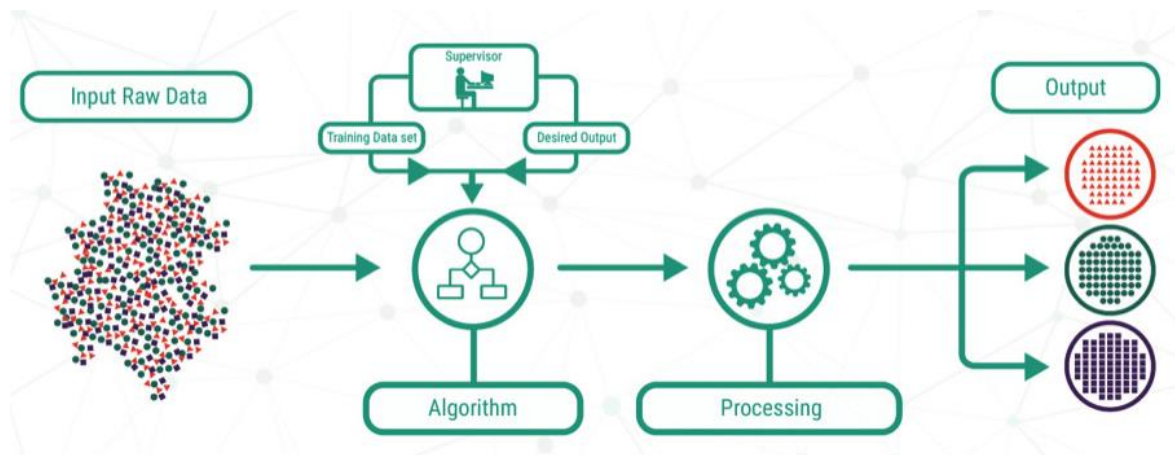 Input Raw Data
Supervisor
Training Data set
Desired Output
Algorithm
Processing
Output